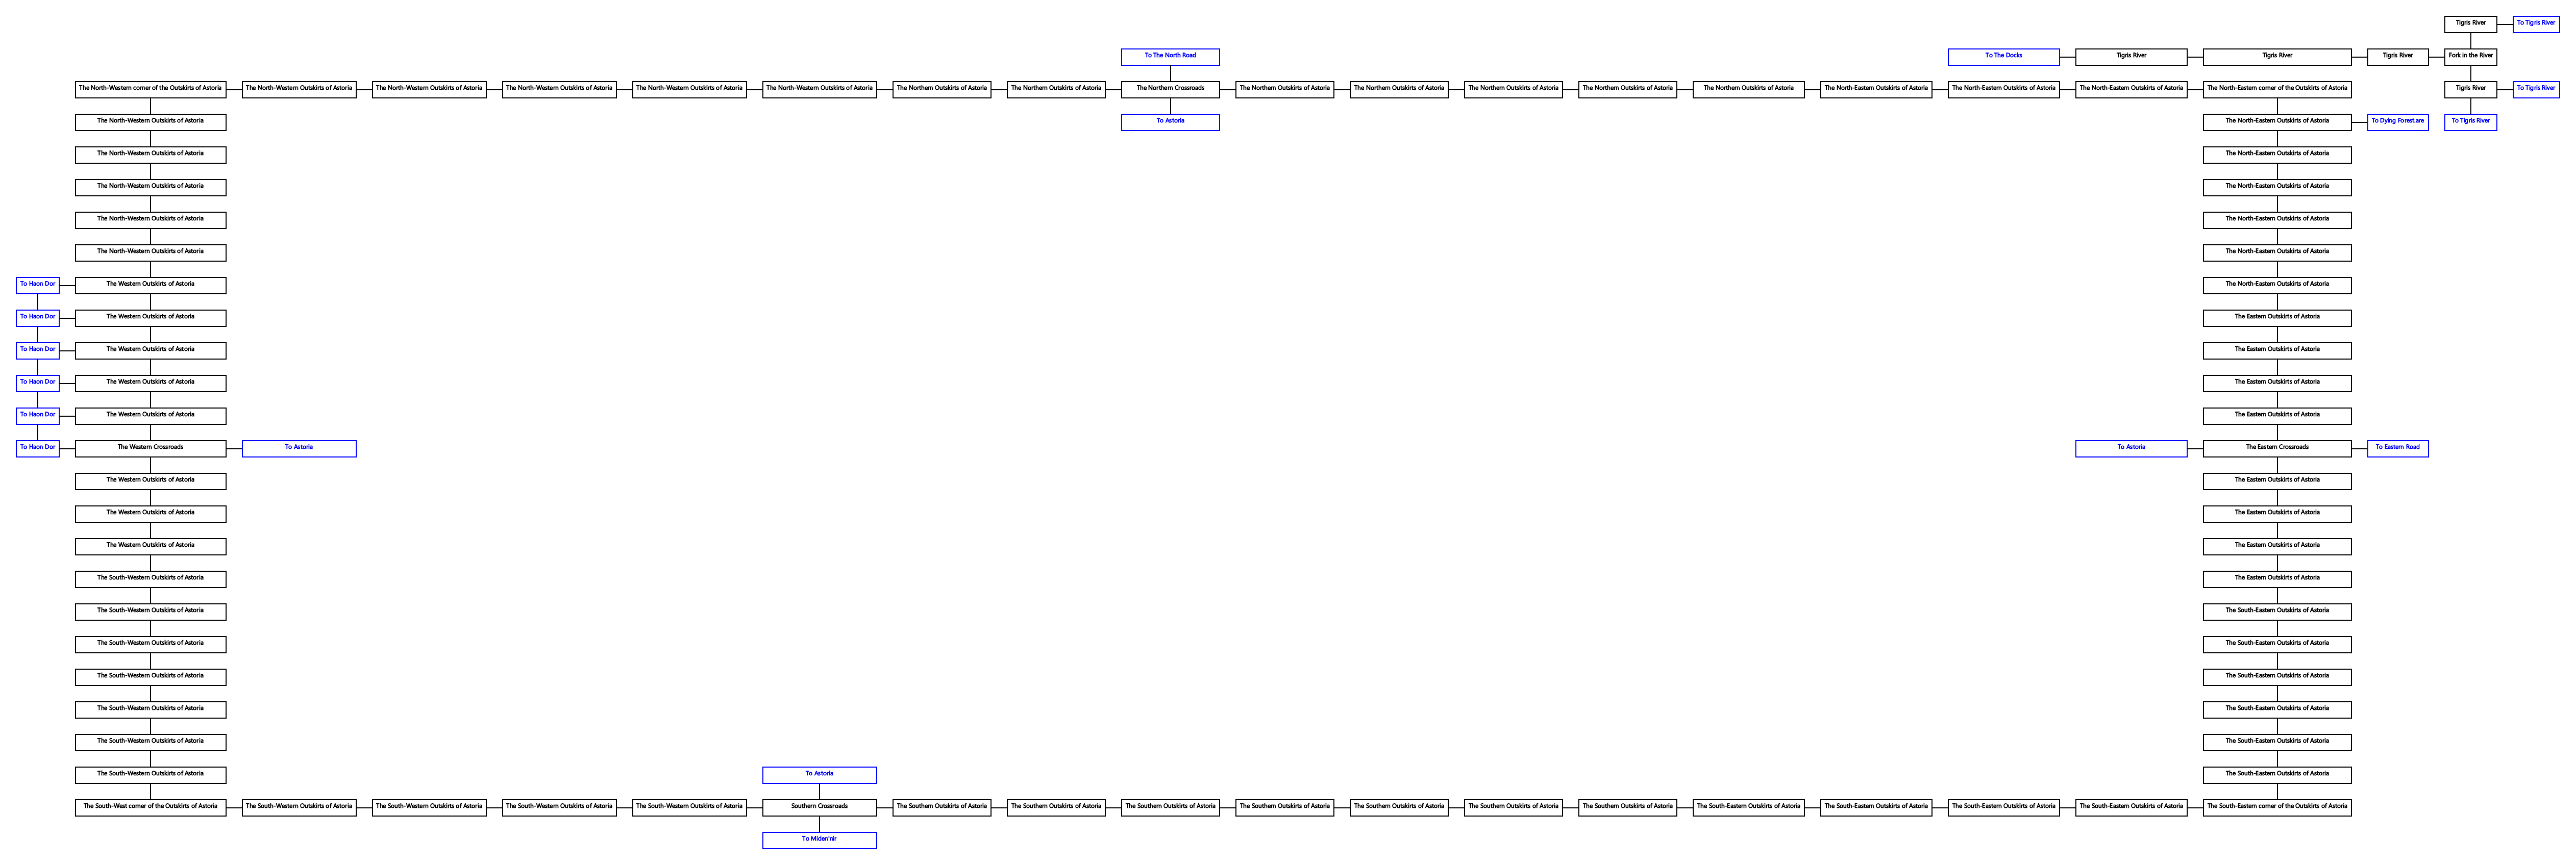 Tigris River
To Tigris River
To The North Road
To The Docks
Tigris River
Tigris River
Tigris River
Fork in the River
The North-Western corner of the Outskirts of Astoria
The North-Western Outskirts of Astoria
The North-Western Outskirts of Astoria
The North-Western Outskirts of Astoria
The North-Western Outskirts of Astoria
The North-Western Outskirts of Astoria
The Northern Outskirts of Astoria
The Northern Outskirts of Astoria
The Northern Crossroads
The Northern Outskirts of Astoria
The Northern Outskirts of Astoria
The Northern Outskirts of Astoria
The Northern Outskirts of Astoria
The Northern Outskirts of Astoria
The North-Eastern Outskirts of Astoria
The North-Eastern Outskirts of Astoria
The North-Eastern Outskirts of Astoria
The North-Eastern corner of the Outskirts of Astoria
Tigris River
To Tigris River
The North-Western Outskirts of Astoria
To Astoria
The North-Eastern Outskirts of Astoria
To Dying Forest.are
To Tigris River
The North-Western Outskirts of Astoria
The North-Eastern Outskirts of Astoria
The North-Western Outskirts of Astoria
The North-Eastern Outskirts of Astoria
The North-Western Outskirts of Astoria
The North-Eastern Outskirts of Astoria
The North-Western Outskirts of Astoria
The North-Eastern Outskirts of Astoria
To Haon Dor
The Western Outskirts of Astoria
The North-Eastern Outskirts of Astoria
To Haon Dor
The Western Outskirts of Astoria
The Eastern Outskirts of Astoria
To Haon Dor
The Western Outskirts of Astoria
The Eastern Outskirts of Astoria
To Haon Dor
The Western Outskirts of Astoria
The Eastern Outskirts of Astoria
To Haon Dor
The Western Outskirts of Astoria
The Eastern Outskirts of Astoria
To Haon Dor
The Western Crossroads
To Astoria
To Astoria
The Eastern Crossroads
To Eastern Road
The Western Outskirts of Astoria
The Eastern Outskirts of Astoria
The Western Outskirts of Astoria
The Eastern Outskirts of Astoria
The Western Outskirts of Astoria
The Eastern Outskirts of Astoria
The South-Western Outskirts of Astoria
The Eastern Outskirts of Astoria
The South-Western Outskirts of Astoria
The South-Eastern Outskirts of Astoria
The South-Western Outskirts of Astoria
The South-Eastern Outskirts of Astoria
The South-Western Outskirts of Astoria
The South-Eastern Outskirts of Astoria
The South-Western Outskirts of Astoria
The South-Eastern Outskirts of Astoria
The South-Western Outskirts of Astoria
The South-Eastern Outskirts of Astoria
The South-Western Outskirts of Astoria
To Astoria
The South-Eastern Outskirts of Astoria
The South-West corner of the Outskirts of Astoria
The South-Western Outskirts of Astoria
The South-Western Outskirts of Astoria
The South-Western Outskirts of Astoria
The South-Western Outskirts of Astoria
Southern Crossroads
The Southern Outskirts of Astoria
The Southern Outskirts of Astoria
The Southern Outskirts of Astoria
The Southern Outskirts of Astoria
The Southern Outskirts of Astoria
The Southern Outskirts of Astoria
The Southern Outskirts of Astoria
The South-Eastern Outskirts of Astoria
The South-Eastern Outskirts of Astoria
The South-Eastern Outskirts of Astoria
The South-Eastern Outskirts of Astoria
The South-Eastern corner of the Outskirts of Astoria
To Miden'nir